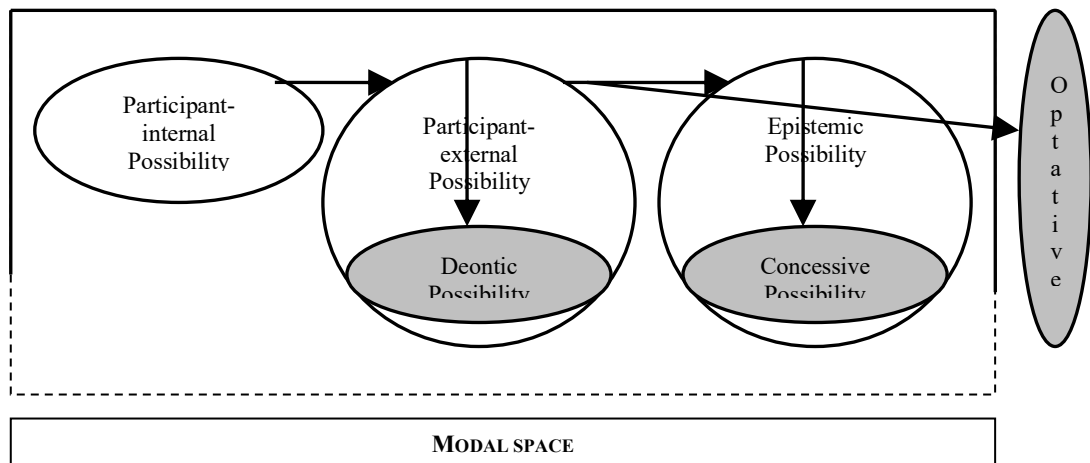 Participant-
internal
Possibility
Participant-
external
Possibility
Epistemic
Possibility
Deontic
Possibility
Concessive
Possibility
O
p
t
a
t
i
v
e
MODAL SPACE